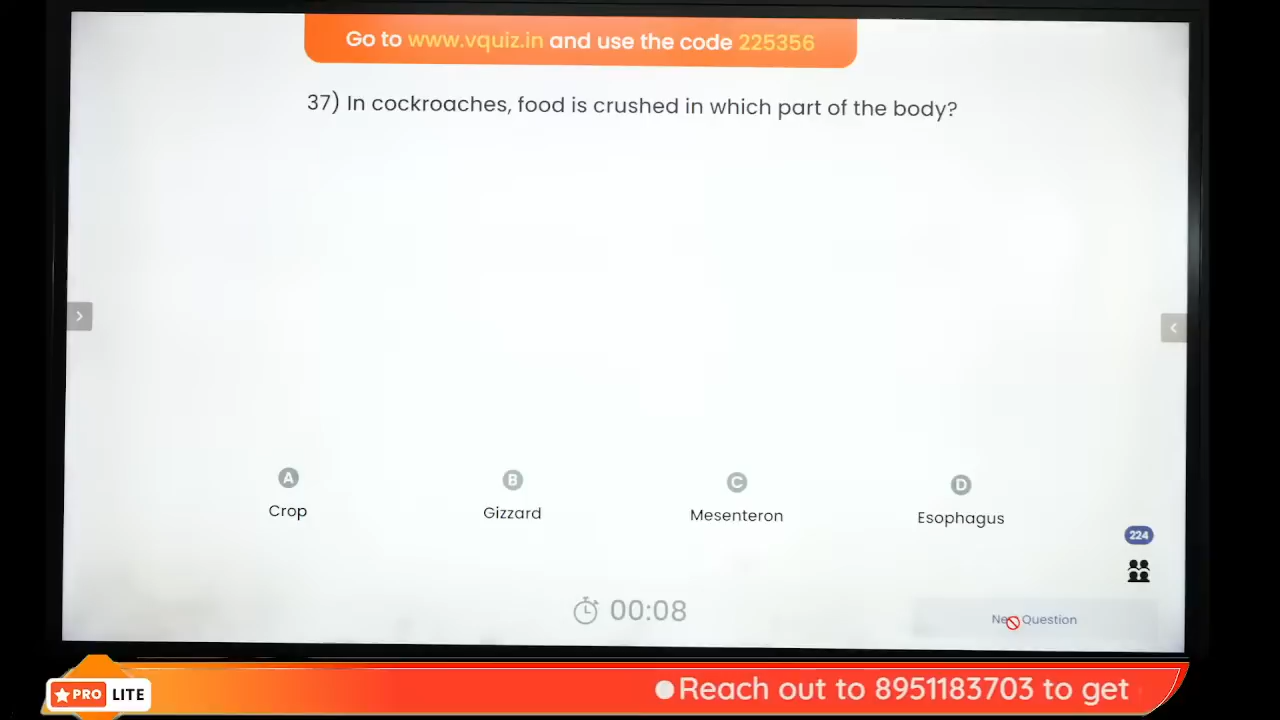 Go to www.vquiz.in and use the code 225356
37) In cockroaches, food is crushed in which part of the body?
A
B
C
D
Crop
Gizzard
Mesenteron
Esophagus
224
00:08
Question
PRO LITE
Reach out to 8951183703 to get